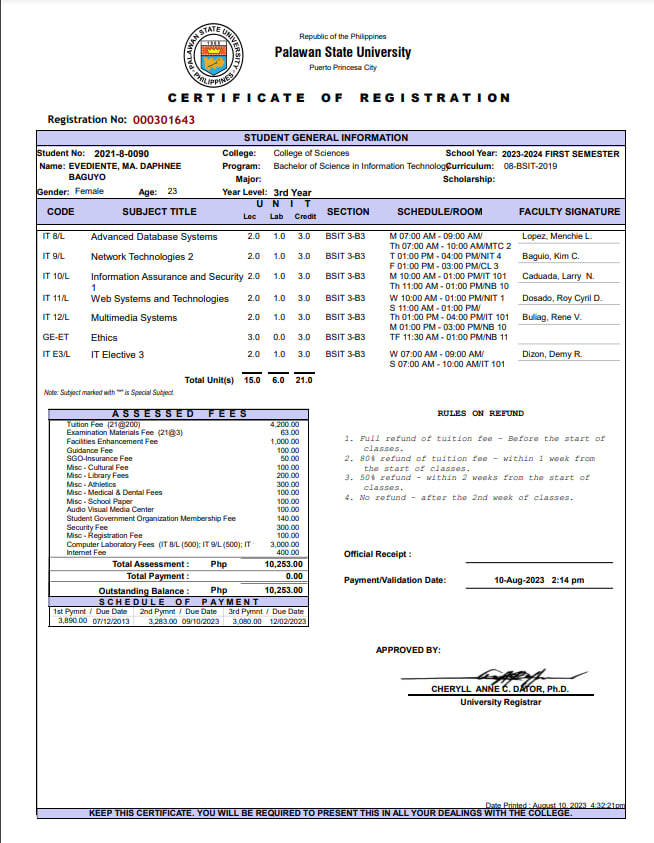 PALAWAN STATE UNIVERSITY
PHILIPPINES
Republic of the Philippines
Palawan State University
Puerto Princesa City
CERTIFICATE OF REGISTRATION
Registration No: 000301643
STUDENT GENERAL INFORMATION
Student No: 2021-8-0090 College: College of Sciences School Year: 2023-2024 FIRST SEMESTER
Name: EVEDIENTE, MA. DAPHNEE BAGUYO Program: Bachelor of Science in Information Technology Curriculum: 08-BSIT-2019
Major: Scholarship:
Gender: Female Age: 23 Year Level: 3rd Year
U N I T
CODE SUBJECT TITLE Lec Lab Credit SECTION SCHEDULE/ROOM FACULTY SIGNATURE
IT 8/L Advanced Database Systems 2.0 1.0 3.0 BSIT 3-B3 M 07:00 AM - 09:00 AM/ Lopez, Menchie L.
Th 07:00 AM - 10:00 AM/MTC 2
IT 9/L Network Technologies 2 2.0 1.0 3.0 BSIT 3-B3 T 01:00 PM - 04:00 PM/NIT 4 Baguio, Kim C.
F 01:00 PM - 03:00 PM/CL 3
IT 10/L Information Assurance and Security 2.0 1.0 3.0 BSIT 3-B3 M 10:00 AM - 01:00 PM/IT 101 Caduada, Larry N.
1 Th 11:00 AM - 01:00 PM/NB 10
IT 11/L Web Systems and Technologies 2.0 1.0 3.0 BSIT 3-B3 W 10:00 AM - 01:00 PM/NIT 1 Dosado, Roy Cyril D.
S 11:00 AM - 01:00 PM/
IT 12/L Multimedia Systems 2.0 1.0 3.0 BSIT 3-B3 Th 01:00 PM - 04:00 PM/IT 101 Buliag, Rene V.
M 01:00 PM - 03:00 PM/NB 10
GE-ET Ethics 3.0 0.0 3.0 BSIT 3-B3 TF 11:30 AM - 01:00 PM/NB 11
IT E3/L IT Elective 3 2.0 1.0 3.0 BSIT 3-B3 W 07:00 AM - 09:00 AM/ Dizon, Demy R.
S 07:00 AM - 10:00 AM/IT 101
Total Unit(s) 15.0 6.0 21.0
Note: Subject marked with "*" is Special Subject.
ASSESSED FEES
Tuition Fee (21@200) 4,200.00
Examination Materials Fee (21@3) 63.00
Facilities Enhancement Fee 1,000.00
Guidance Fee 100.00
SGO-Insurance Fee 50.00
Misc - Cultural Fee 100.00
Misc - Library Fees 200.00
Misc - Athletics 300.00
Misc - Medical & Dental Fees 100.00
Misc - School Paper 100.00
Audio Visual Media Center 100.00
Student Government Organization Membership Fee 140.00
Security Fee 300.00
Misc - Registration Fee 100.00
Computer Laboratory Fees (IT 8/L (500); IT 9/L (500); IT 3,000.00
Internet Fee 400.00
Total Assessment : Php 10,253.00
Total Payment : 0.00
Outstanding Balance : Php 10,253.00
SCHEDULE OF PAYMENT
1st Pymnt / Due Date 2nd Pymnt / Due Date 3rd Pymnt / Due Date
3,890.00 07/12/2013 3,283.00 09/10/2023 3,080.00 12/02/2023
RULES ON REFUND
1. Full refund of tuition fee - Before the start of
classes.
2. 80% refund of tuition fee - within 1 week from
the start of classes.
3. 50% refund - within 2 weeks from the start of
classes.
4. No refund - after the 2nd week of classes.
Official Receipt :
Payment/Validation Date: 10-Aug-2023 2:14 pm
APPROVED BY:
CHERYLL ANNE C. DATOR, Ph.D.
University Registrar
Date Printed : August 10, 2023 4:32:21pm
KEEP THIS CERTIFICATE. YOU WILL BE REQUIRED TO PRESENT THIS IN ALL YOUR DEALINGS WITH THE COLLEGE.